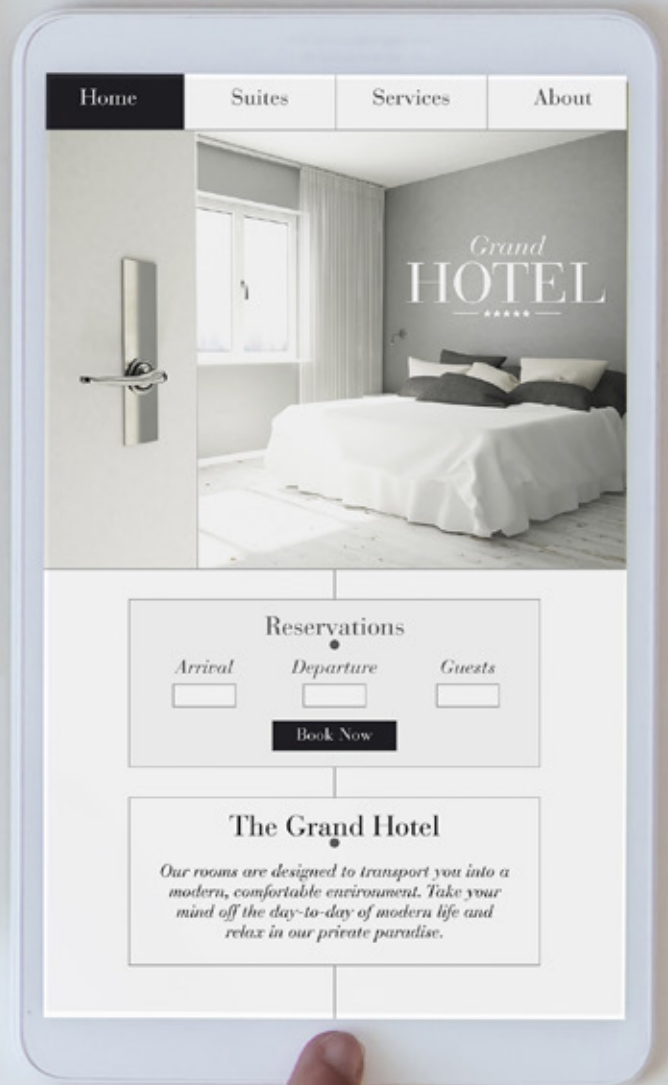 Home
Suites
Services
About
Grand
HOTEL
Reservations
Arrival
Departure
Guests
Book Now
The Grand Hotel
Our rooms are designed to transport you into a
modern, comfortable environment. Take your
mind off the day-to-day of modern life and
relax in our private paradise.